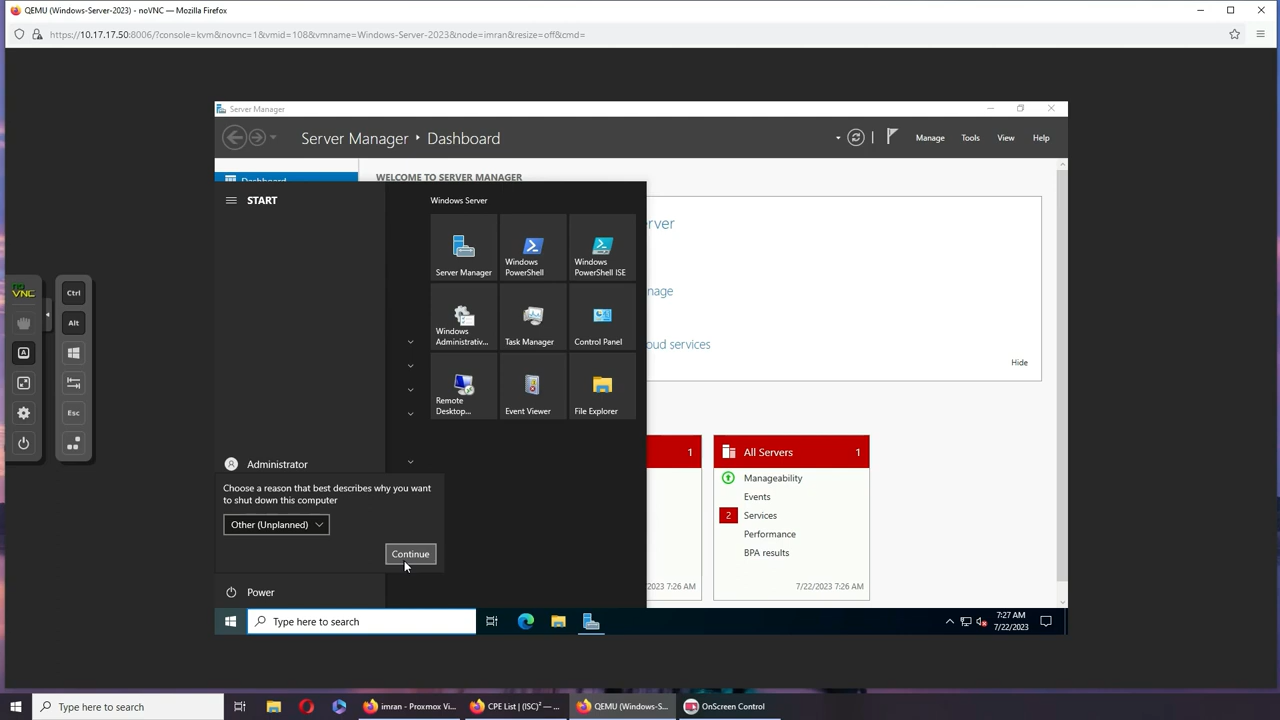 QEMU (Windows-Server-2023) - noVNC — Mozilla Firefox
https://10.17.17.50:8006/?console=kvm&novnc=1&vmid=108&vmname=Windows-Server-2023&node=imran&resize=off&cmd=
Server Manager
Server Manager • Dashboard
Manage
Tools
View
Help
Dashboard
WELCOME TO SERVER MANAGER
START
Windows Server
Server Manager
Windows
PowerShell
Windows
PowerShell ISE
Windows
Administrativ...
Task Manager
Control Panel
Remote
Desktop...
Event Viewer
File Explorer
rver
nage
oud services
Hide
no
VNC
Ctrl
Alt
A
Esc
Administrator
Choose a reason that best describes why you want
to shut down this computer
Other (Unplanned)
Continue
Power
1
7/22/2023 7:26 AM
All Servers
1
Manageability
Events
2 Services
Performance
BPA results
7/22/2023 7:26 AM
Type here to search
7:27 AM
7/22/2023
Type here to search
imran - Proxmox Vi...
CPE List | (ISC)² — ...
QEMU (Windows-S...
OnScreen Control